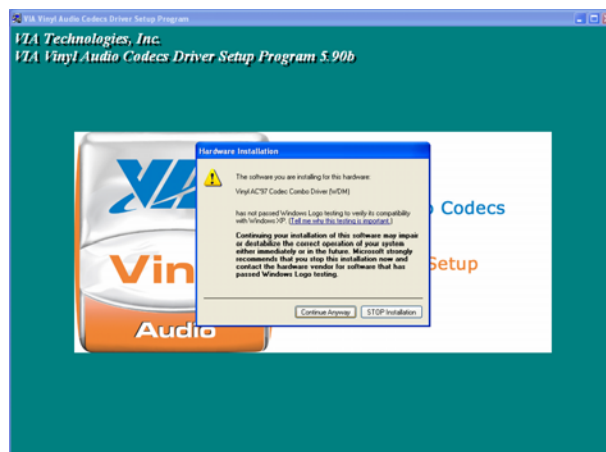 VIA Vinyl Audio Codecs Driver Setup Program
VIA Technologies, Inc.
VIA Vinyl Audio Codecs Driver Setup Program 5.90b
Hardware Installation
The software you are installing for this hardware:
Vinyl AC'97 Codec Combo Driver (WDM)
has not passed Windows Logo testing to verify its compatibility
with Windows XP. (Tell me why this testing is important.)
Continuing your installation of this software may impair
or destabilize the correct operation of your system
either immediately or in the future. Microsoft strongly
recommends that you stop this installation now and
contact the hardware vendor for software that has
passed Windows Logo testing.
Continue Anyway
STOP Installation
Codecs
Setup
Vin
Audio